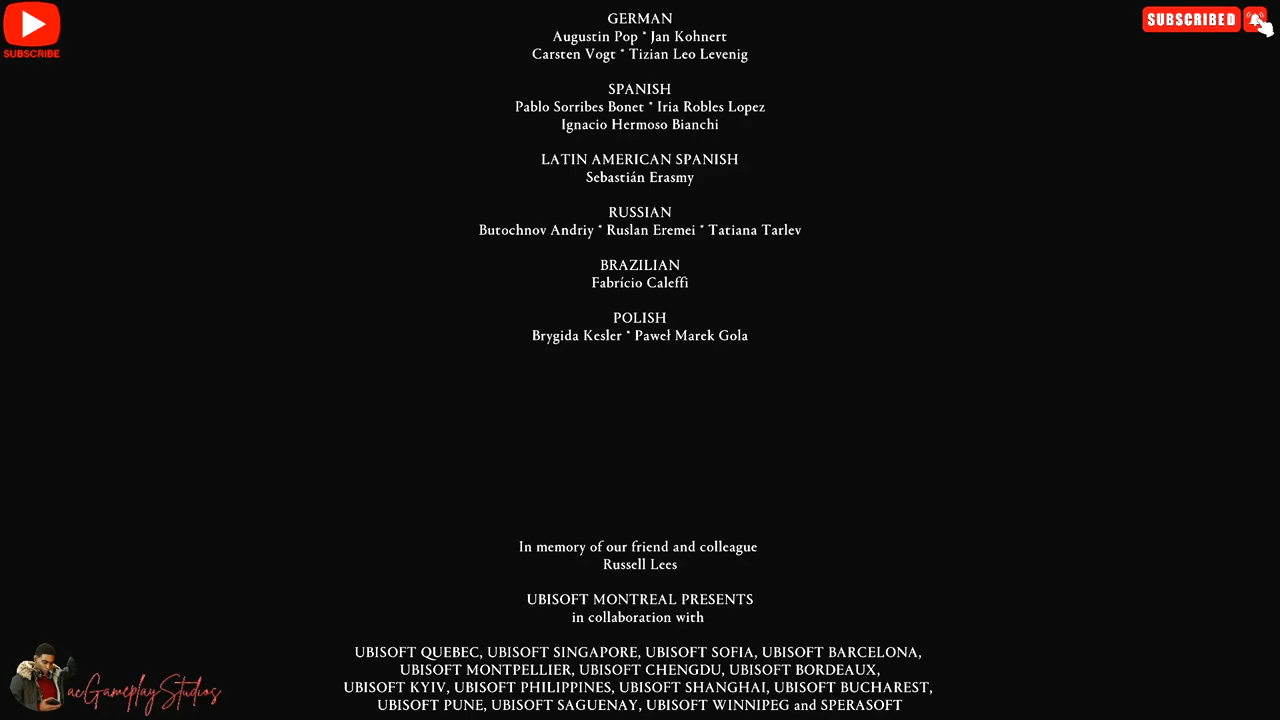 SUBSCRIBE
SUBSCRIBED
GERMAN
Augustin Pop * Jan Kohnert
Carsten Vogt * Tizian Leo Levenig
SPANISH
Pablo Sorribes Bonet * Iria Robles Lopez
Ignacio Hermoso Bianchi
LATIN AMERICAN SPANISH
Sebastián Erasmy
RUSSIAN
Butochnov Andriy * Ruslan Eremei * Tatiana Tarlev
BRAZILIAN
Fabrício Caleffi
POLISH
Brygida Kesler * Paweł Marek Gola
In memory of our friend and colleague
Russell Lees
UBISOFT MONTREAL PRESENTS
in collaboration with
UBISOFT QUEBEC, UBISOFT SINGAPORE, UBISOFT SOFIA, UBISOFT BARCELONA,
UBISOFT MONTPELLIER, UBISOFT CHENGDU, UBISOFT BORDEAUX,
UBISOFT KYIV, UBISOFT PHILIPPINES, UBISOFT SHANGHAI, UBISOFT BUCHAREST,
UBISOFT PUNE, UBISOFT SAGUENAY, UBISOFT WINNIPEG and SPERASOFT
acGameplayStudios